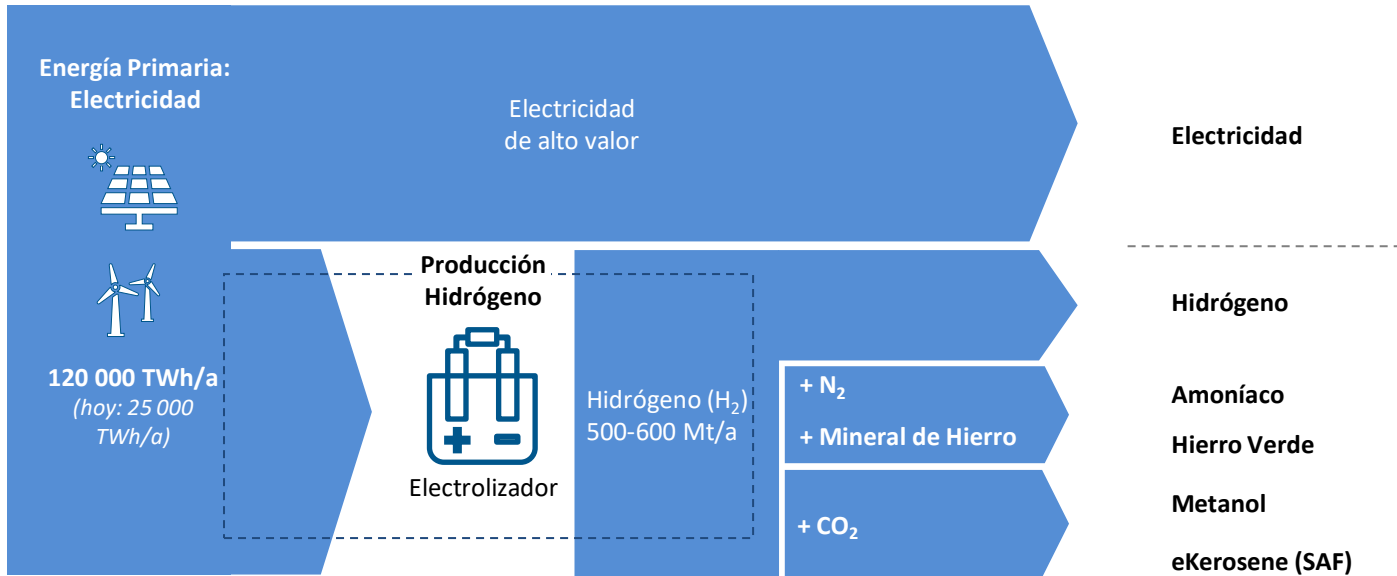 Energía Primaria:
Electricidad
120 000 TWh/a
(hoy: 25 000
TWh/a)
Electricidad
de alto valor
Producción
Hidrógeno
Electrolizador
Hidrógeno (H₂)
500-600 Mt/a
+ N₂
+ Mineral de Hierro
+ CO₂
Electricidad
Hidrógeno
Amoníaco
Hierro Verde
Metanol
eKerosene (SAF)